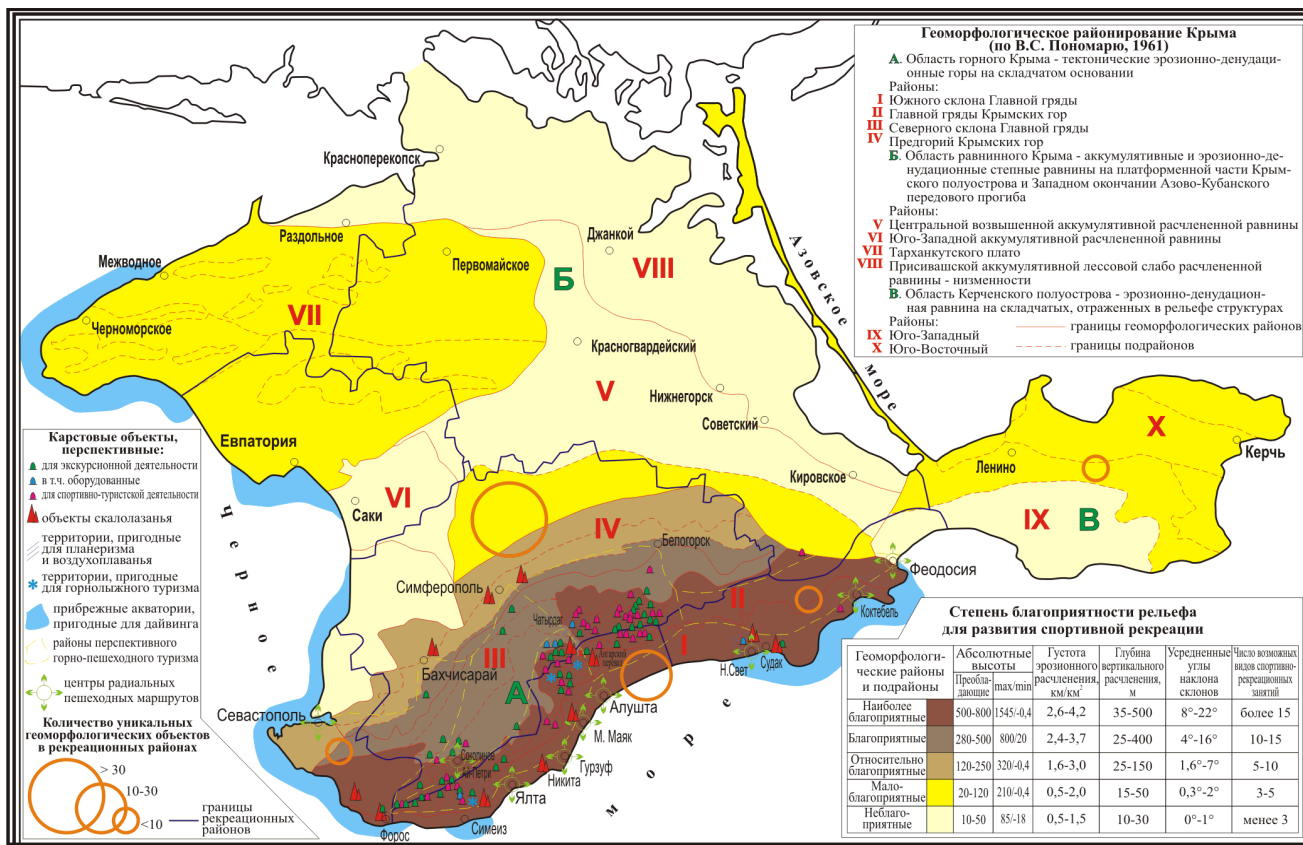 Геоморфологическое районирование Крыма
(по В.С. Пономарю, 1961)
А. Область горного Крыма - тектонические эрозионно-денудаци-
онные горы на складчатом основании
Районы:
I Южного склона Главной гряды
II Главной гряды Крымских гор
III Северного склона Главной гряды
IV Предгорий Крымских гор
Б. Область равнинного Крыма - аккумулятивные и эрозионно-де-
нудационные степные равнины на платформенной части Крым-
ского полуострова и Западном окончании Азово-Кубанского
передового прогиба
Районы:
V Центральной возвышенной аккумулятивной расчлененной равнины
VI Юго-Западной аккумулятивной расчлененной равнины
VII Тарханкутского плато
VIII Присивашской аккумулятивной лессовой слабо расчлененной
равнины - низменности
В. Область Керченского полуострова - эрозионно-денудацион-
ная равнина на складчатых, отраженных в рельефе структурах
Районы:
IX Юго-Западный
X Юго-Восточный
границы геоморфологических районов
границы подрайонов
Красноперекопск
Раздольное
Джанкой
Межводное
Первомайское
Б
VIII
Азовское море
VII
Черноморское
Красногвардейский
V
Нижнегорск
Советский
X
Евпатория
Керчь
Ленино
Кировское
VI
Саки
IX
В
IV
Белогорск
Феодосия
Симферополь
II
Коктебель
Чатырдаг
I
Ангарский
перевал
III
Судак
Н.Свет
Бахчисарай
А
Алушта
Севастополь
М. Маяк
Соколиное
Ай-Петри
Гурзуф
Никита
Ялта
Симеиз
Форос
Черное море
Карстовые объекты,
перспективные:
для экскурсионной деятельности
в т.ч. оборудованные
для спортивно-туристской деятельности
объекты скалолазанья
территории, пригодные
для планеризма
и воздухоплаванья
территории, пригодные
для горнолыжного туризма
прибрежные акватории,
пригодные для дайвинга
районы перспективного
горно-пешеходного туризма
центры радиальных
пешеходных маршрутов
Количество уникальных
геоморфологических объектов
в рекреационных районах
> 30
10-30
<10
границы
рекреационных
районов
Степень благоприятности рельефа
для развития спортивной рекреации
Геоморфологи-
ческие районы
и подрайоны
Абсолютные
высоты
Преобла-
дающие
max/min
Густота
эрозионного
расчленения,
км/км²
Глубина
вертикального
расчленения,
м
Усредненные
углы
наклона
склонов
Число возможных
видов спортивно-
рекреационных
занятий
Наиболее
благоприятные 500-800 1545/-0,4 2,6-4,2 35-500 8°-22° более 15
Благоприятные 280-500 800/20 2,4-3,7 25-400 4°-16° 10-15
Относительно
благоприятные 120-250 320/-0,4 1,6-3,0 25-150 1,6°-7° 5-10
Мало-
благоприятные 20-120 210/-0,4 0,5-2,0 15-50 0,3°-2° 3-5
Неблаго-
приятные 10-50 85/-18 0,5-1,5 10-30 0°-1° менее 3